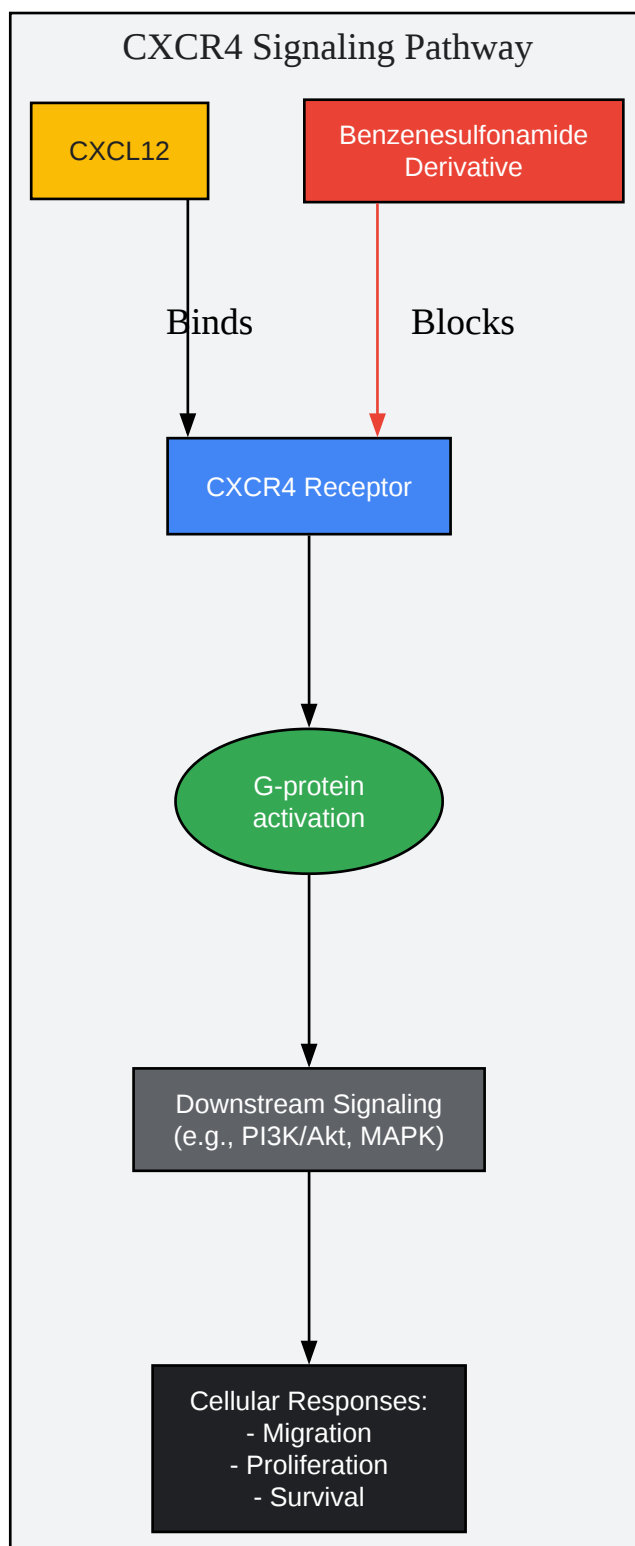 CXCR4 Signaling Pathway
CXCL12
Benzenesulfonamide
Derivative
Binds
Blocks
CXCR4 Receptor
G-protein
activation
Downstream Signaling
(e.g., PI3K/Akt, MAPK)
Cellular Responses:
- Migration
- Proliferation
- Survival